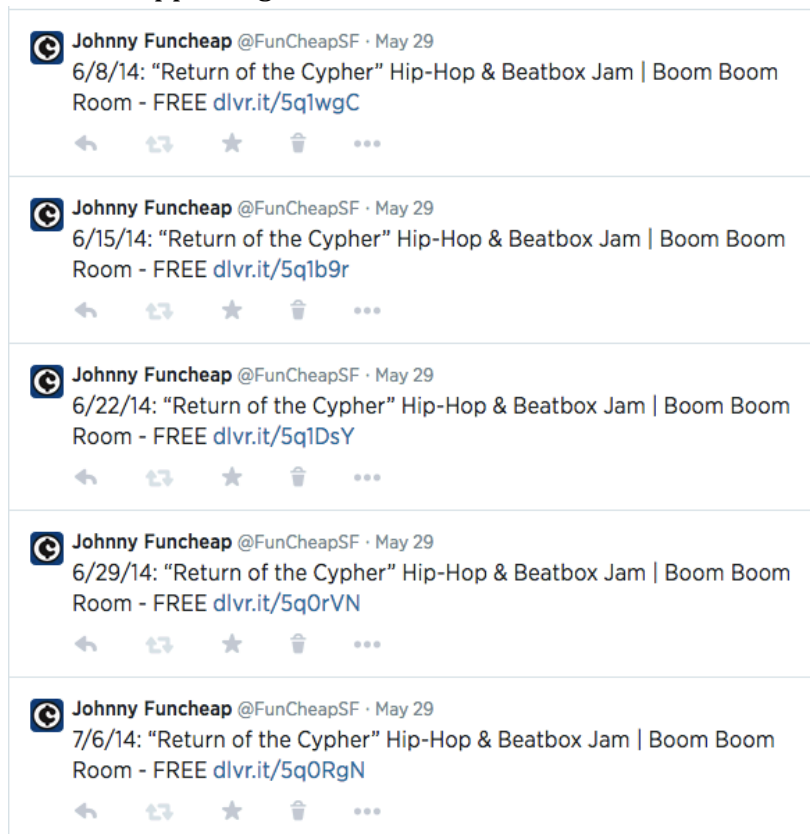 Johnny Funcheap @FunCheapSF · May 29
6/8/14: “Return of the Cypher” Hip-Hop & Beatbox Jam | Boom Boom
Room - FREE dlvr.it/5q1wgC
Johnny Funcheap @FunCheapSF · May 29
6/15/14: “Return of the Cypher” Hip-Hop & Beatbox Jam | Boom Boom
Room - FREE dlvr.it/5q1b9r
Johnny Funcheap @FunCheapSF · May 29
6/22/14: “Return of the Cypher” Hip-Hop & Beatbox Jam | Boom Boom
Room - FREE dlvr.it/5q1DsY
Johnny Funcheap @FunCheapSF · May 29
6/29/14: “Return of the Cypher” Hip-Hop & Beatbox Jam | Boom Boom
Room - FREE dlvr.it/5q0rVN
Johnny Funcheap @FunCheapSF · May 29
7/6/14: “Return of the Cypher” Hip-Hop & Beatbox Jam | Boom Boom
Room - FREE dlvr.it/5q0RgN